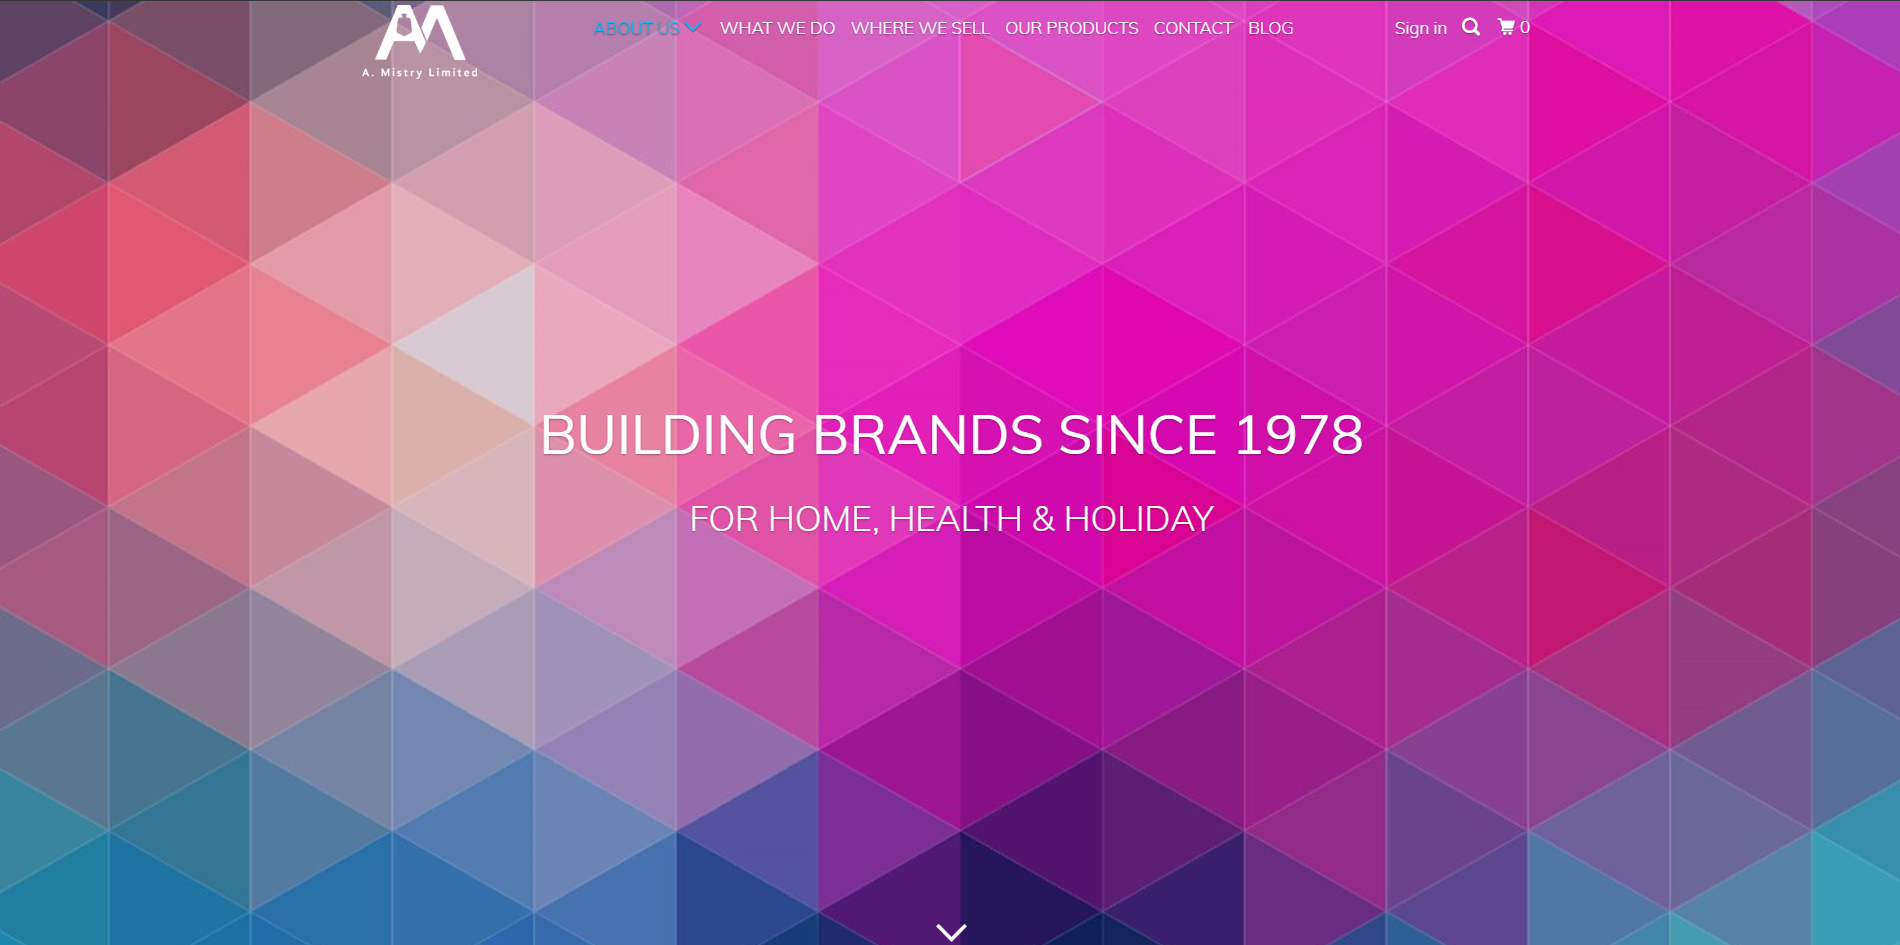 ABOUT US WHAT WE DO WHERE WE SELL OUR PRODUCTS CONTACT BLOG Sign in 0
A. Mistry Limited
BUILDING BRANDS SINCE 1978
FOR HOME, HEALTH & HOLIDAY